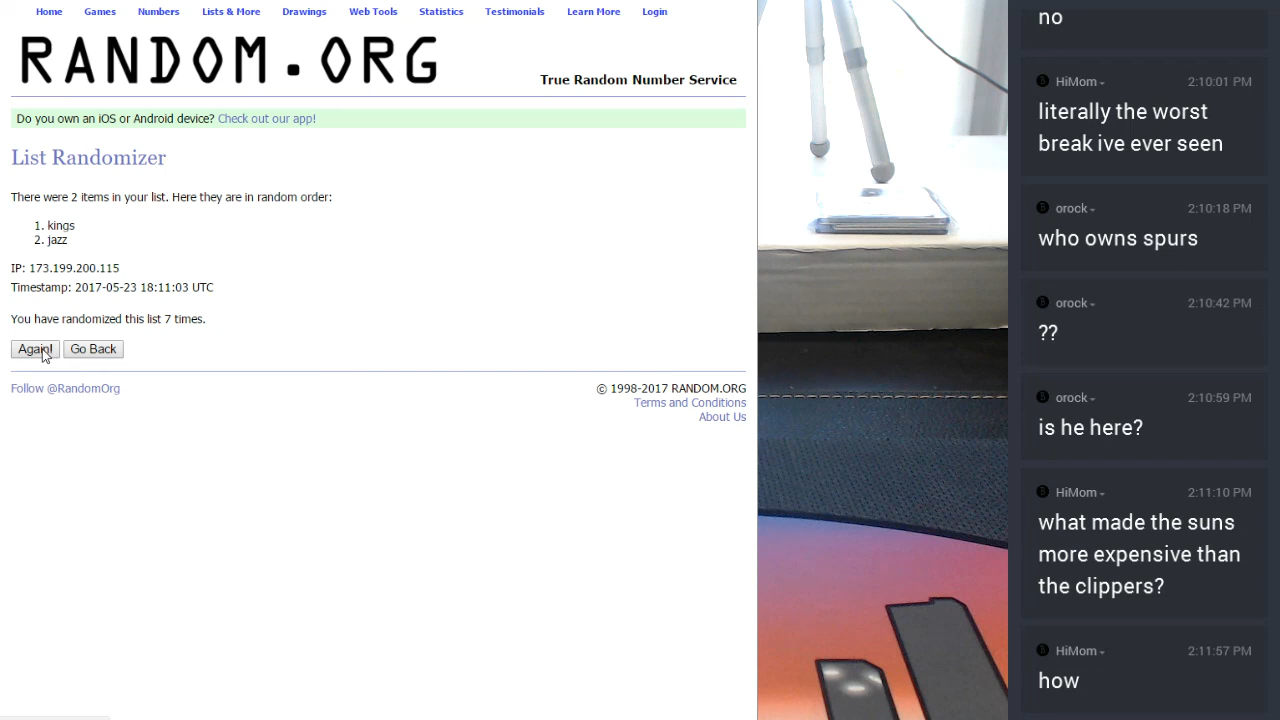 Home Games Numbers Lists & More Drawings Web Tools Statistics Testimonials Learn More Login
RANDOM.ORG
True Random Number Service
Do you own an iOS or Android device? Check out our app!
List Randomizer
There were 2 items in your list. Here they are in random order:
1. kings
2. jazz
IP: 173.199.200.115
Timestamp: 2017-05-23 18:11:03 UTC
You have randomized this list 7 times.
Again! Go Back
Follow @RandomOrg
© 1998-2017 RANDOM.ORG
Terms and Conditions
About Us
no
HiMom 2:10:01 PM
literally the worst
break ive ever seen
orock 2:10:18 PM
who owns spurs
orock 2:10:42 PM
??
orock 2:10:59 PM
is he here?
HiMom 2:11:10 PM
what made the suns
more expensive than
the clippers?
HiMom 2:11:57 PM
how